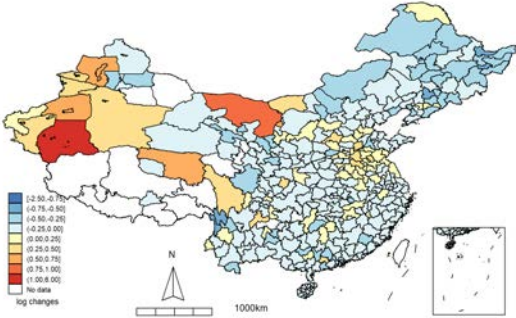 [-2.50,-0.75]
(-0.75,-0.50]
(-0.50,-0.25]
(-0.25,0.00]
(0.00,0.25]
(0.25,0.50]
(0.50,0.75]
(0.75,1.00]
(1.00,6.00]
No data
log changes
N
1000km